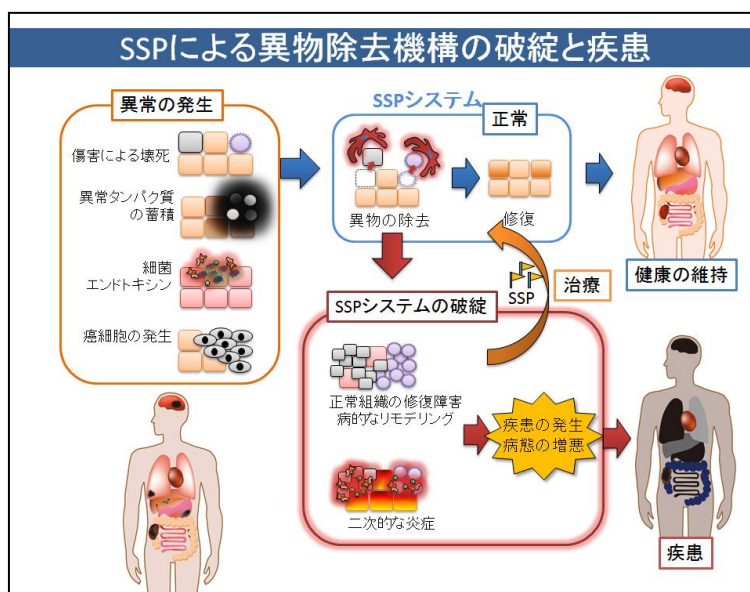 SSPによる異物除去機構の破綻と疾患
異常の発生
傷害による壊死
異常タンパク質
の蓄積
細菌
エンドトキシン
癌細胞の発生
SSPシステム
正常
異物の除去
修復
健康の維持
SSP
治療
SSPシステムの破綻
正常組織の修復障害
病的なリモデリング
二次的な炎症
疾患の発生
病態の増悪
疾患